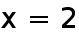 x = 2